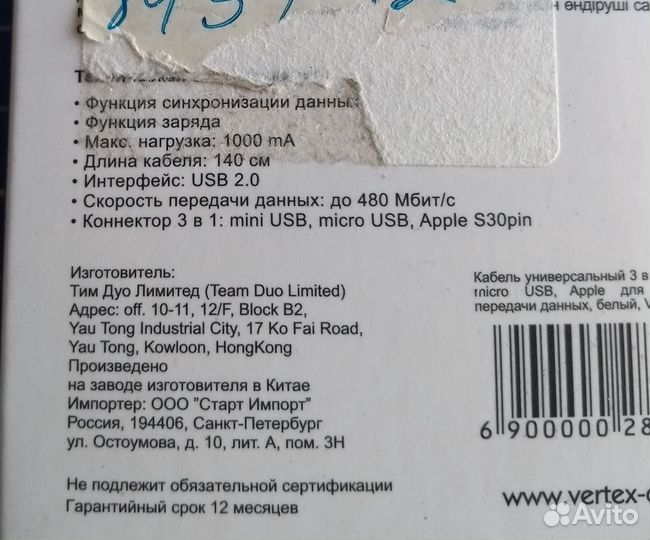 өндіруші
• Функция синхронизации данных
• Функция заряда
• Макс. нагрузка: 1000 mA
• Длина кабеля: 140 см
• Интерфейс: USB 2.0
• Скорость передачи данных: до 480 Мбит/с
• Коннектор 3 в 1: mini USB, micro USB, Apple S30pin
Изготовитель:
Тим Дуо Лимитед (Team Duo Limited)
Адрес: off. 10-11, 12/F, Block B2,
Yau Tong Industrial City, 17 Ko Fai Road,
Yau Tong, Kowloon, HongKong
Произведено
на заводе изготовителя в Китае
Импортер: ООО "Старт Импорт"
Россия, 194406, Санкт-Петербург
ул. Остоумова, д. 10, лит. А, пом. 3Н
Не подлежит обязательной сертификации
Гарантийный срок 12 месяцев
Кабель универсальный 3 в
micro USB, Apple для
передачи данных, белый, V
6 900000 28
www.vertex-
Avito